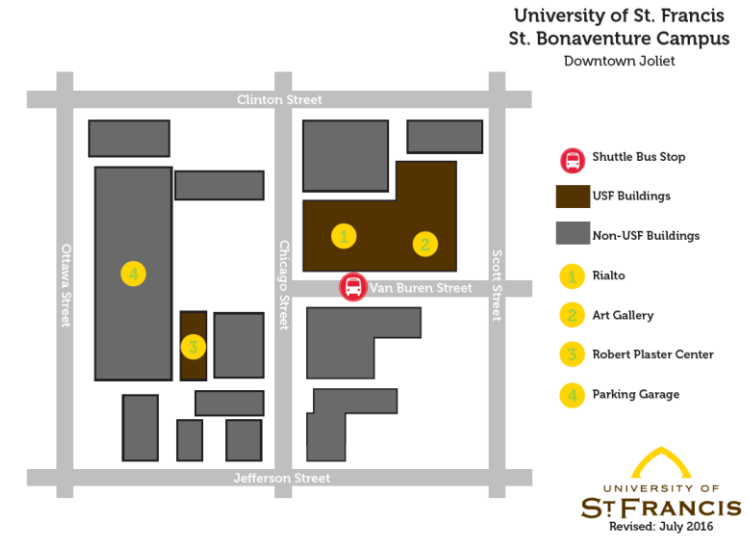 University of St. Francis
St. Bonaventure Campus
Downtown Joliet
Clinton Street
Ottawa Street
Chicago Street
Scott Street
Van Buren Street
Jefferson Street
1
2
3
4
Shuttle Bus Stop
USF Buildings
Non-USF Buildings
1 Rialto
2 Art Gallery
3 Robert Plaster Center
4 Parking Garage
UNIVERSITY OF
ST. FRANCIS
Revised: July 2016